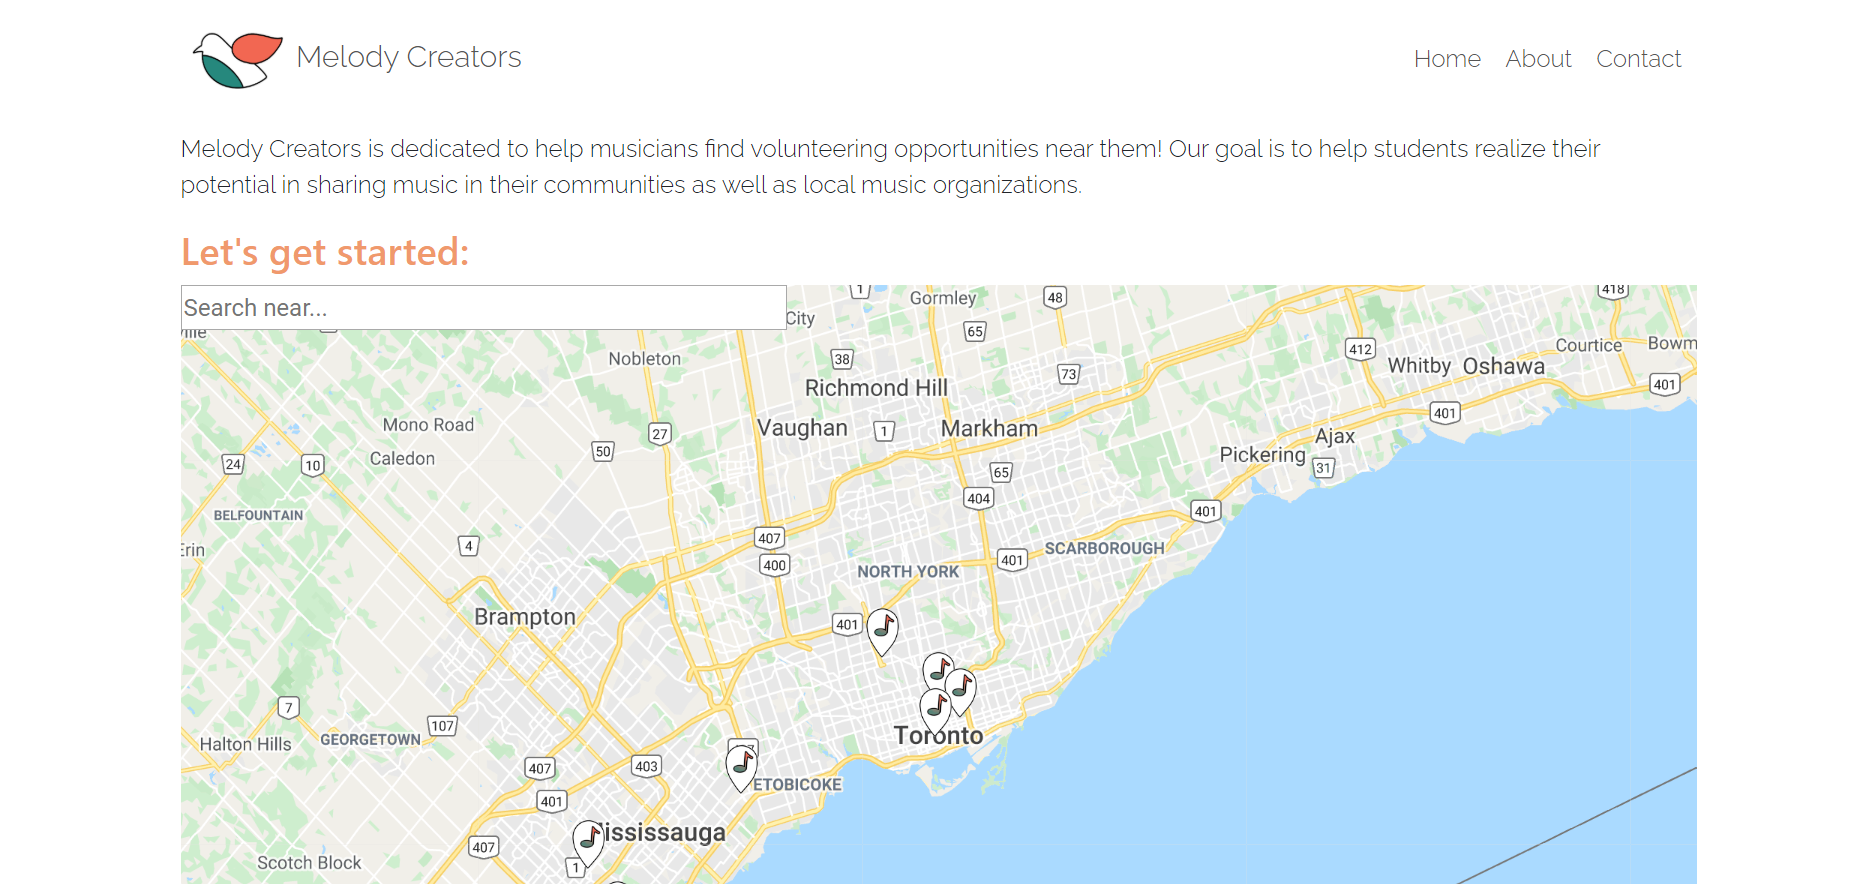 Melody Creators
Home About Contact
Melody Creators is dedicated to help musicians find volunteering opportunities near them! Our goal is to help students realize their
potential in sharing music in their communities as well as local music organizations.
Let's get started:
Search near...
1
Gormley
48
418
City
65
Nobleton
38
412
Courtice
Bowm
Whitby
Oshawa
73
Richmond Hill
401
401
Mono Road
Vaughan
1
Markham
27
Ajax
50
Caledon
Pickering
24
10
65
31
404
BELFOUNTAIN
401
407
4
Erin
SCARBOROUGH
400
NORTH YORK
401
Brampton
401
7
107
Halton Hills
GEORGETOWN
Toronto
407
403
ETOBICOKE
401
ississauga
407
Scotch Block
1